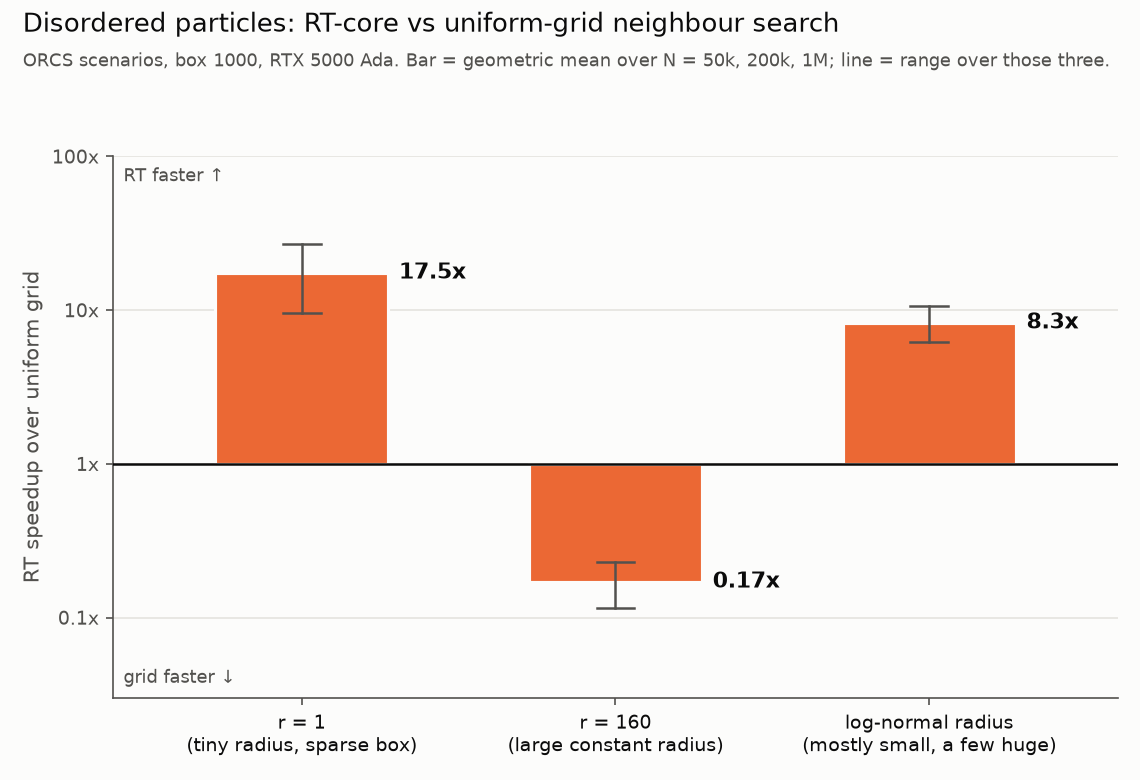 Disordered particles: RT-core vs uniform-grid neighbour search
ORCS scenarios, box 1000, RTX 5000 Ada. Bar = geometric mean over N = 50k, 200k, 1M; line = range over those three.
RT speedup over uniform grid
100x
10x
1x
0.1x
RT faster ↑
17.5x
0.17x
8.3x
grid faster ↓
r = 1
(tiny radius, sparse box)
r = 160
(large constant radius)
log-normal radius
(mostly small, a few huge)